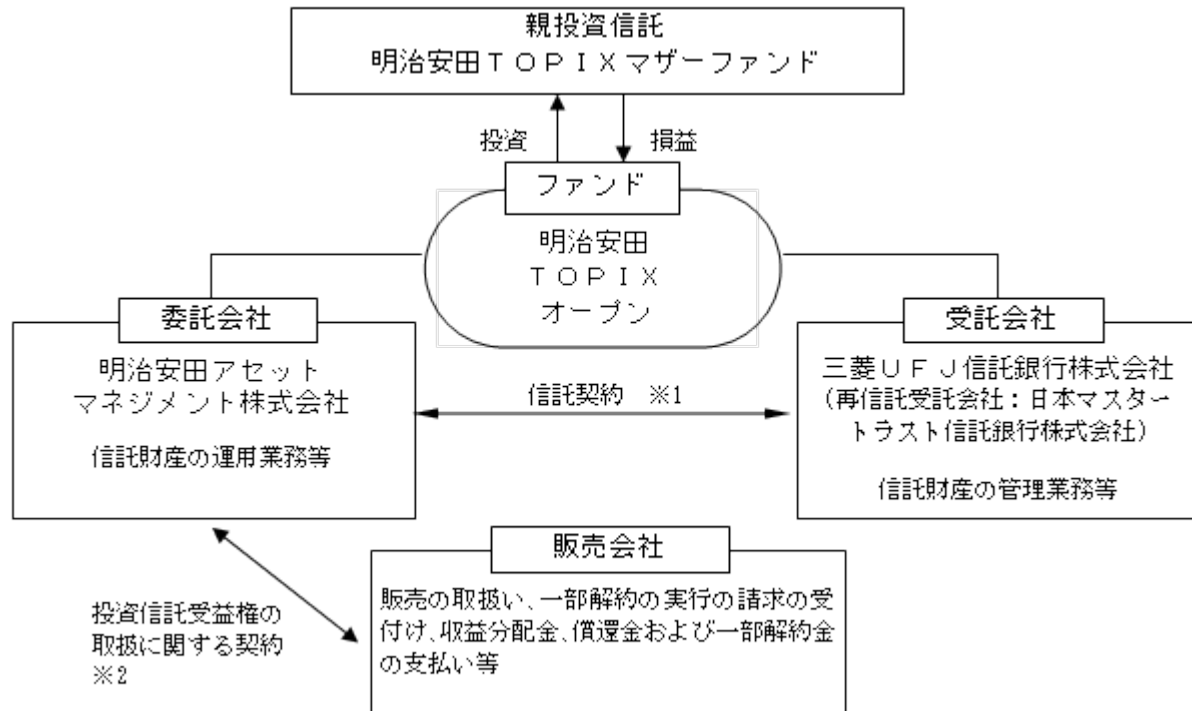 親投資信託
明治安田ＴＯＰＩＸマザーファンド
投資
損益
ファンド
明治安田
ＴＯＰＩＸ
オープン
委託会社
明治安田アセット
マネジメント株式会社
信託財産の運用業務等
信託契約　※1
受託会社
三菱ＵＦＪ信託銀行株式会社
(再信託受託会社：日本マスター
トラスト信託銀行株式会社)
信託財産の管理業務等
投資信託受益権の
取扱に関する契約
※2
販売会社
販売の取扱い、一部解約の実行の請求の受
付け、収益分配金、償還金および一部解約金
の支払い等